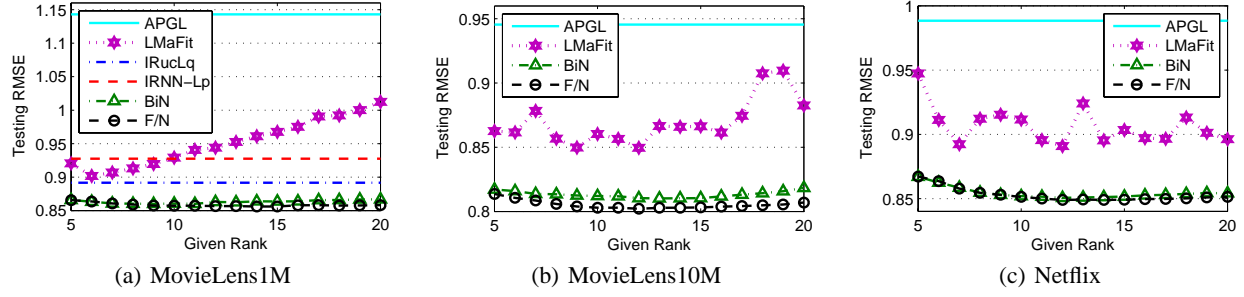 1.15
1.1
1.05
1
0.95
0.9
0.85
Testing RMSE
APGL
LMaFit
IRucLq
IRNN−Lp
BiN
F/N
5
10
15
20
Given Rank
(a) MovieLens1M
0.95
0.9
0.85
0.8
Testing RMSE
APGL
LMaFit
BiN
F/N
5
10
15
20
Given Rank
(b) MovieLens10M
1
0.95
0.9
0.85
Testing RMSE
APGL
LMaFit
BiN
F/N
5
10
15
20
Given Rank
(c) Netflix